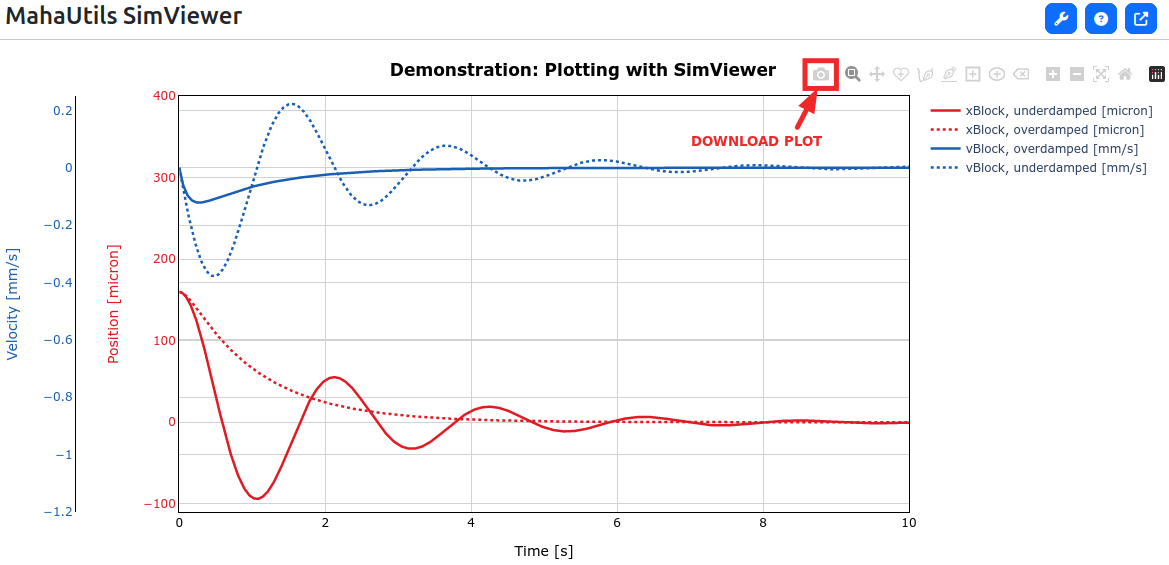 MahaUtils SimViewer
Demonstration: Plotting with SimViewer
DOWNLOAD PLOT
xBlock, underdamped [micron]
xBlock, overdamped [micron]
vBlock, overdamped [mm/s]
vBlock, underdamped [mm/s]
Velocity [mm/s]
0.2
0
−0.2
−0.4
−0.6
−0.8
−1
−1.2
Position [micron]
400
300
200
100
0
−100
0 2 4 6 8 10
Time [s]